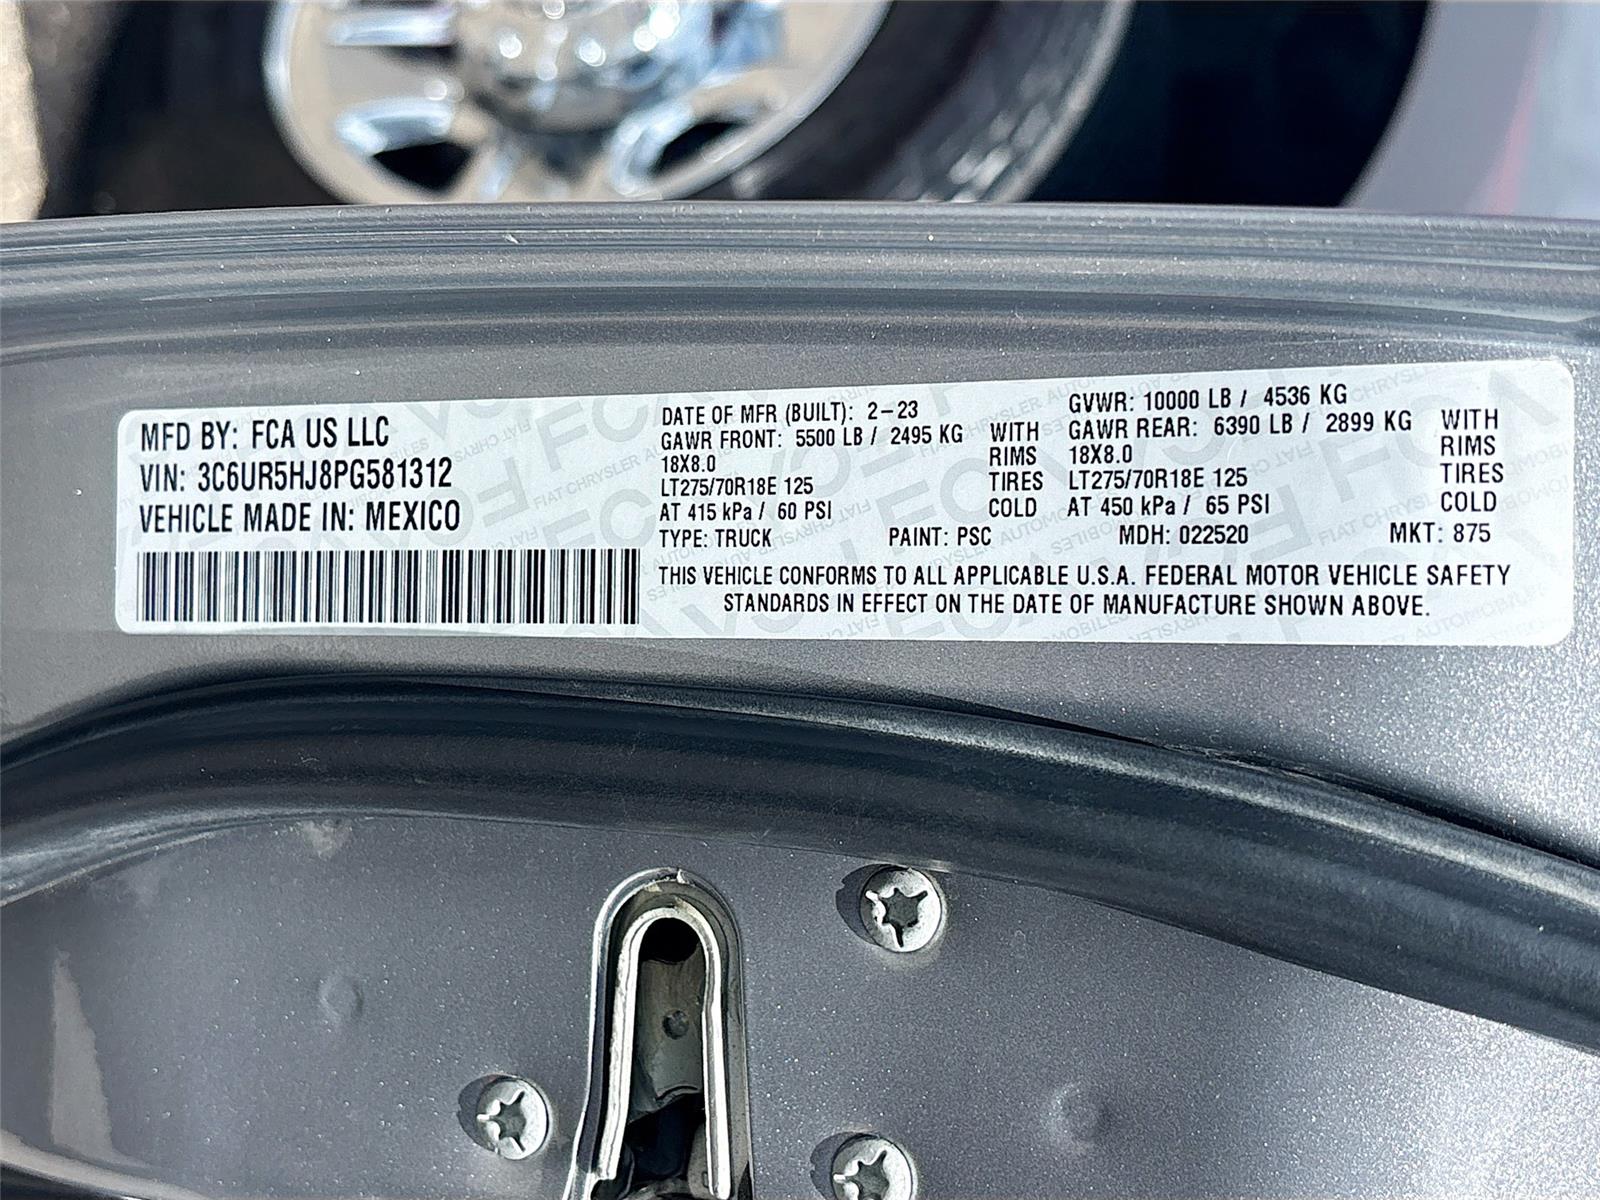 MFD BY: FCA US LLC
VIN: 3C6UR5HJ8PG581312
VEHICLE MADE IN: MEXICO
DATE OF MFR (BUILT): 2-23
GAWR FRONT: 5500 LB / 2495 KG WITH
18X8.0 RIMS
LT275/70R18E 125 TIRES
AT 415 kPa / 60 PSI COLD
GVWR: 10000 LB / 4536 KG
GAWR REAR: 6390 LB / 2899 KG WITH
18X8.0 RIMS
LT275/70R18E 125 TIRES
AT 450 kPa / 65 PSI COLD
TYPE: TRUCK PAINT: PSC MDH: 022520 MKT: 875
THIS VEHICLE CONFORMS TO ALL APPLICABLE U.S.A. FEDERAL MOTOR VEHICLE SAFETY
STANDARDS IN EFFECT ON THE DATE OF MANUFACTURE SHOWN ABOVE.